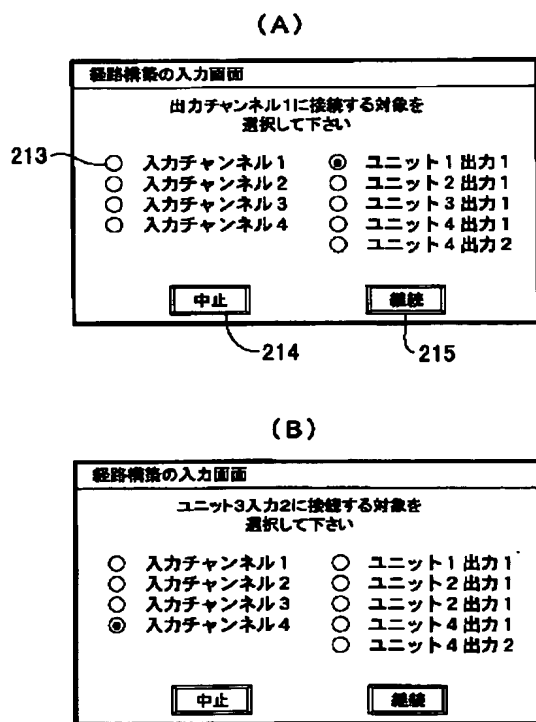 (A)
経路構築の入力画面
出力チャンネル1に接続する対象を
選択して下さい
213
入力チャンネル1 ユニット1出力1
入力チャンネル2 ユニット2出力1
入力チャンネル3 ユニット3出力1
入力チャンネル4 ユニット4出力1
ユニット4出力2
中止 継続
214 215
(B)
経路構築の入力画面
ユニット3入力2に接続する対象を
選択して下さい
入力チャンネル1 ユニット1出力1
入力チャンネル2 ユニット2出力1
入力チャンネル3 ユニット2出力1
入力チャンネル4 ユニット4出力1
ユニット4出力2
中止 継続